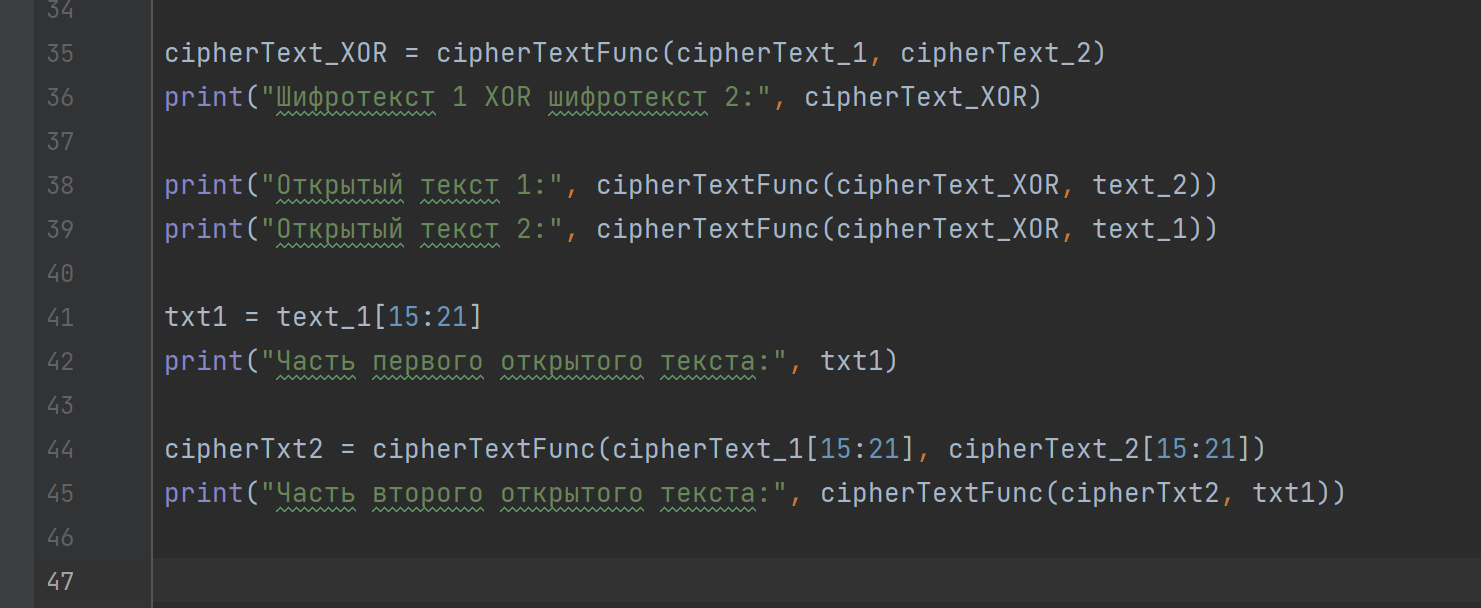 34
35 cipherText_XOR = cipherTextFunc(cipherText_1, cipherText_2)
36 print("Шифротекст 1 XOR шифротекст 2:", cipherText_XOR)
37
38 print("Открытый текст 1:", cipherTextFunc(cipherText_XOR, text_2))
39 print("Открытый текст 2:", cipherTextFunc(cipherText_XOR, text_1))
40
41 txt1 = text_1[15:21]
42 print("Часть первого открытого текста:", txt1)
43
44 cipherTxt2 = cipherTextFunc(cipherText_1[15:21], cipherText_2[15:21])
45 print("Часть второго открытого текста:", cipherTextFunc(cipherTxt2, txt1))
46
47